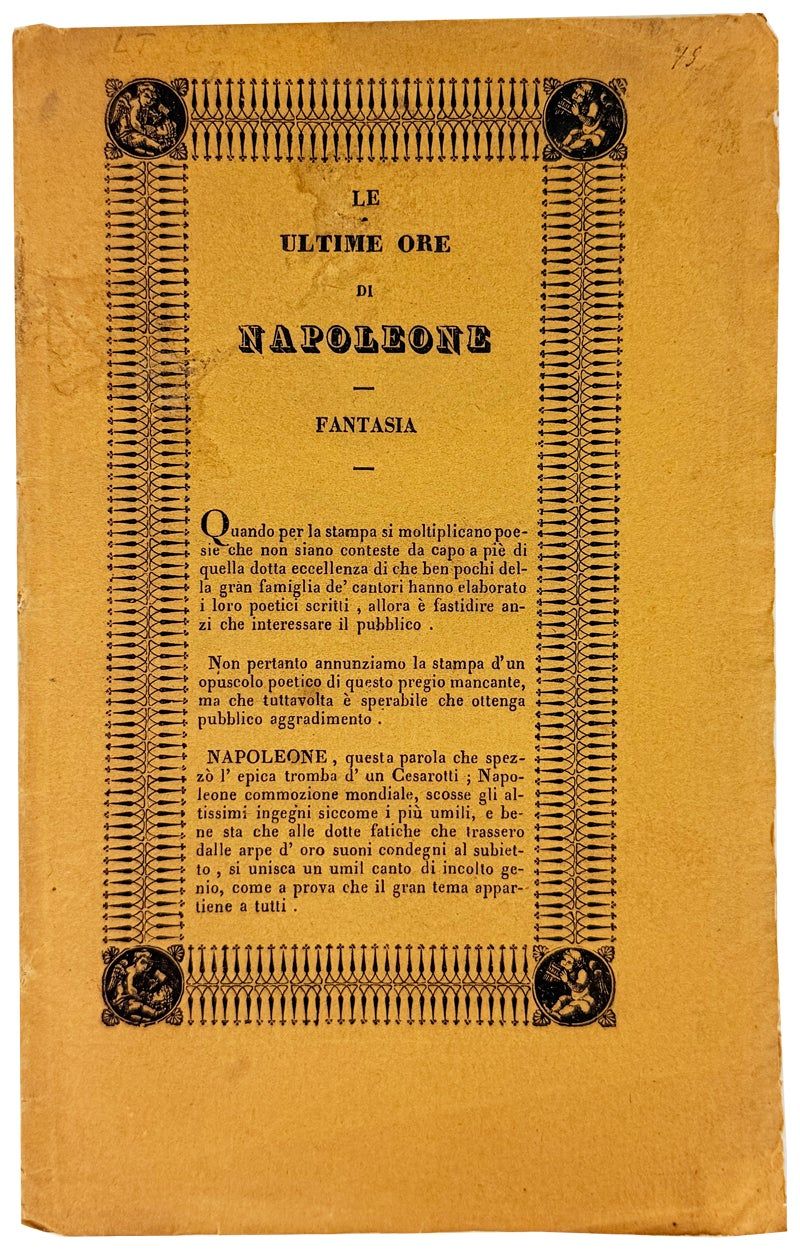 LT
75
LE
ULTIME ORE
DI
NAPOLEONE
—
FANTASIA
—
Quando per la stampa si moltiplicano poe-
sie che non siano conteste da capo a piè di
quella dotta eccellenza di che ben pochi del-
la gran famiglia de' cantori hanno elaborato
i loro poetici scritti , allora è fastidire an-
zi che interessare il pubblico .
Non pertanto annunziamo la stampa d'un
opuscolo poetico di questo pregio mancante,
ma che tuttavolta è sperabile che ottenga
pubblico aggradimento .
NAPOLEONE , questa parola che spez-
zò l' epica tromba d' un Cesarotti ; Napo-
leone commozione mondiale, scosse gli al-
tissimi ingegni siccome i più umili, e be-
ne sta che alle dotte fatiche che trassero
dalle arpe d' oro suoni condegni al subiet-
to , si unisca un umil canto di incolto ge-
nio, come a prova che il gran tema appar-
tiene a tutti .